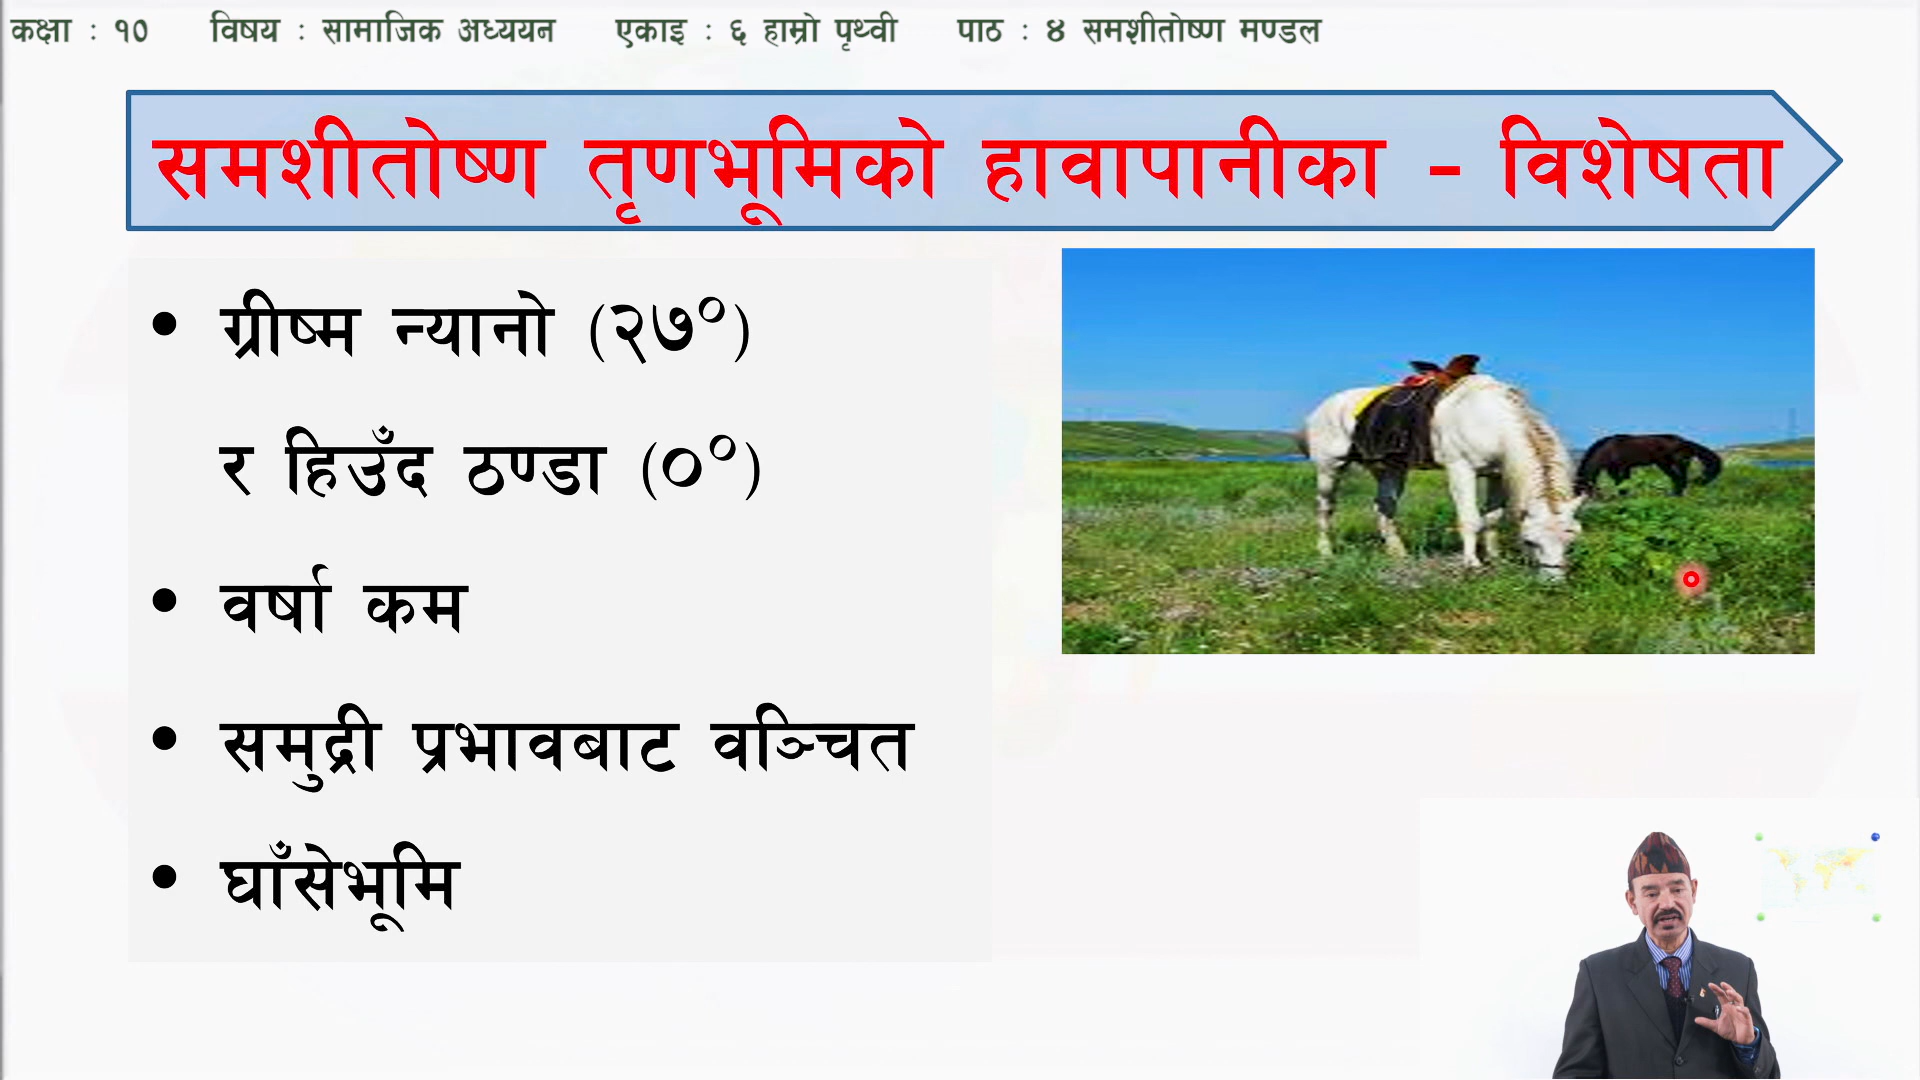 कक्षा : १० विषय : सामाजिक अध्ययन एकाइ : ६ हाम्रो पृथ्वी पाठ : ४ समशीतोष्ण मण्डल
समशीतोष्ण तृणभूमिको हावापानीका - विशेषता
• ग्रीष्म न्यानो (२७°)
र हिउँद ठण्डा (०°)
• वर्षा कम
• समुद्री प्रभावबाट वञ्चित
• घाँसेभूमि